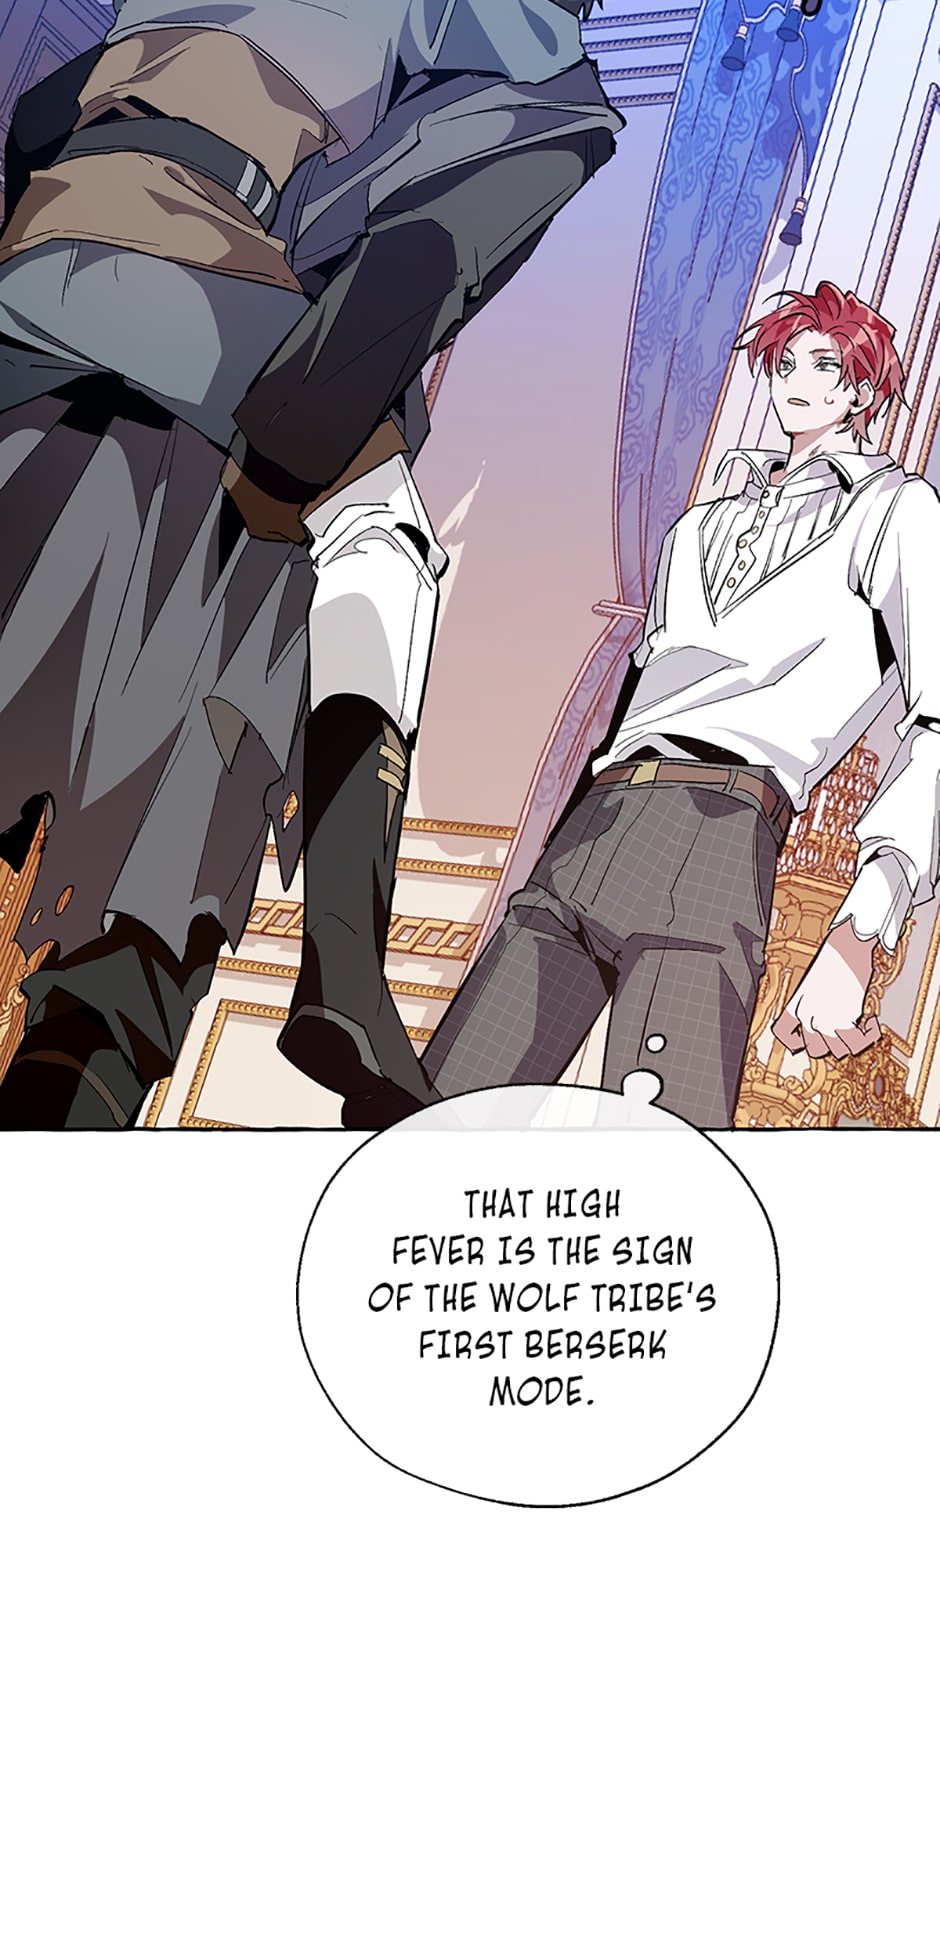 THAT HIGH
FEVER IS THE SIGN
OF THE WOLF TRIBE'S
FIRST BERSERK
MODE.